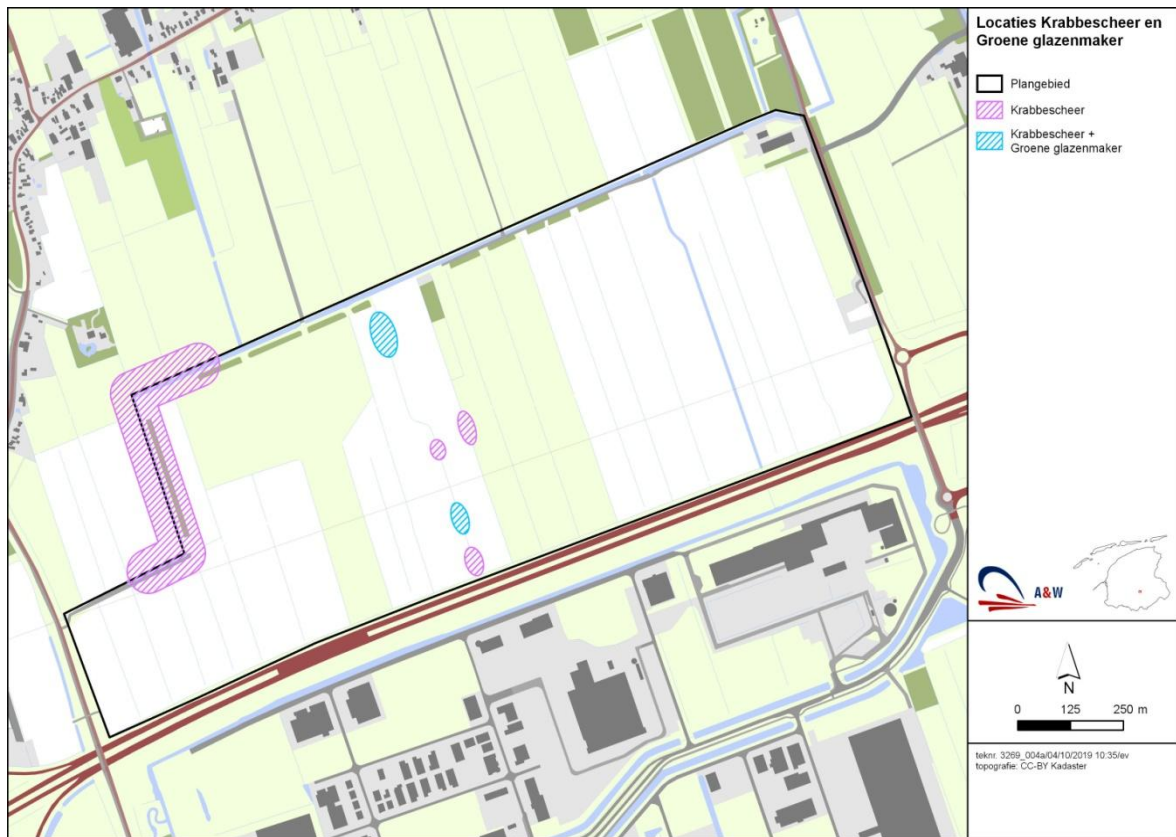 Locaties Krabbescheer en
Groene glazenmaker
Plangebied
Krabbescheer
Krabbescheer +
Groene glazenmaker
A&W
N
0 125 250 m
teknr. 3269_004a/04/10/2019 10:35/ev
topografie: CC-BY Kadaster